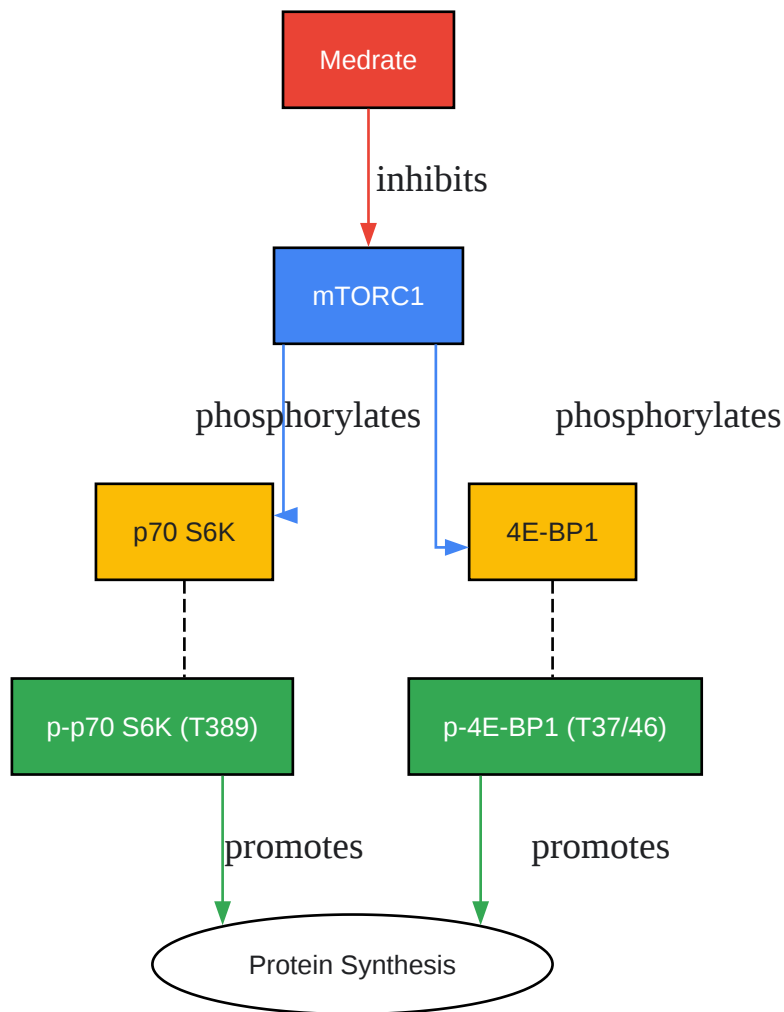 Medrate
inhibits
mTORC1
phosphorylates
phosphorylates
p70 S6K
4E-BP1
p-p70 S6K (T389)
p-4E-BP1 (T37/46)
promotes
promotes
Protein Synthesis